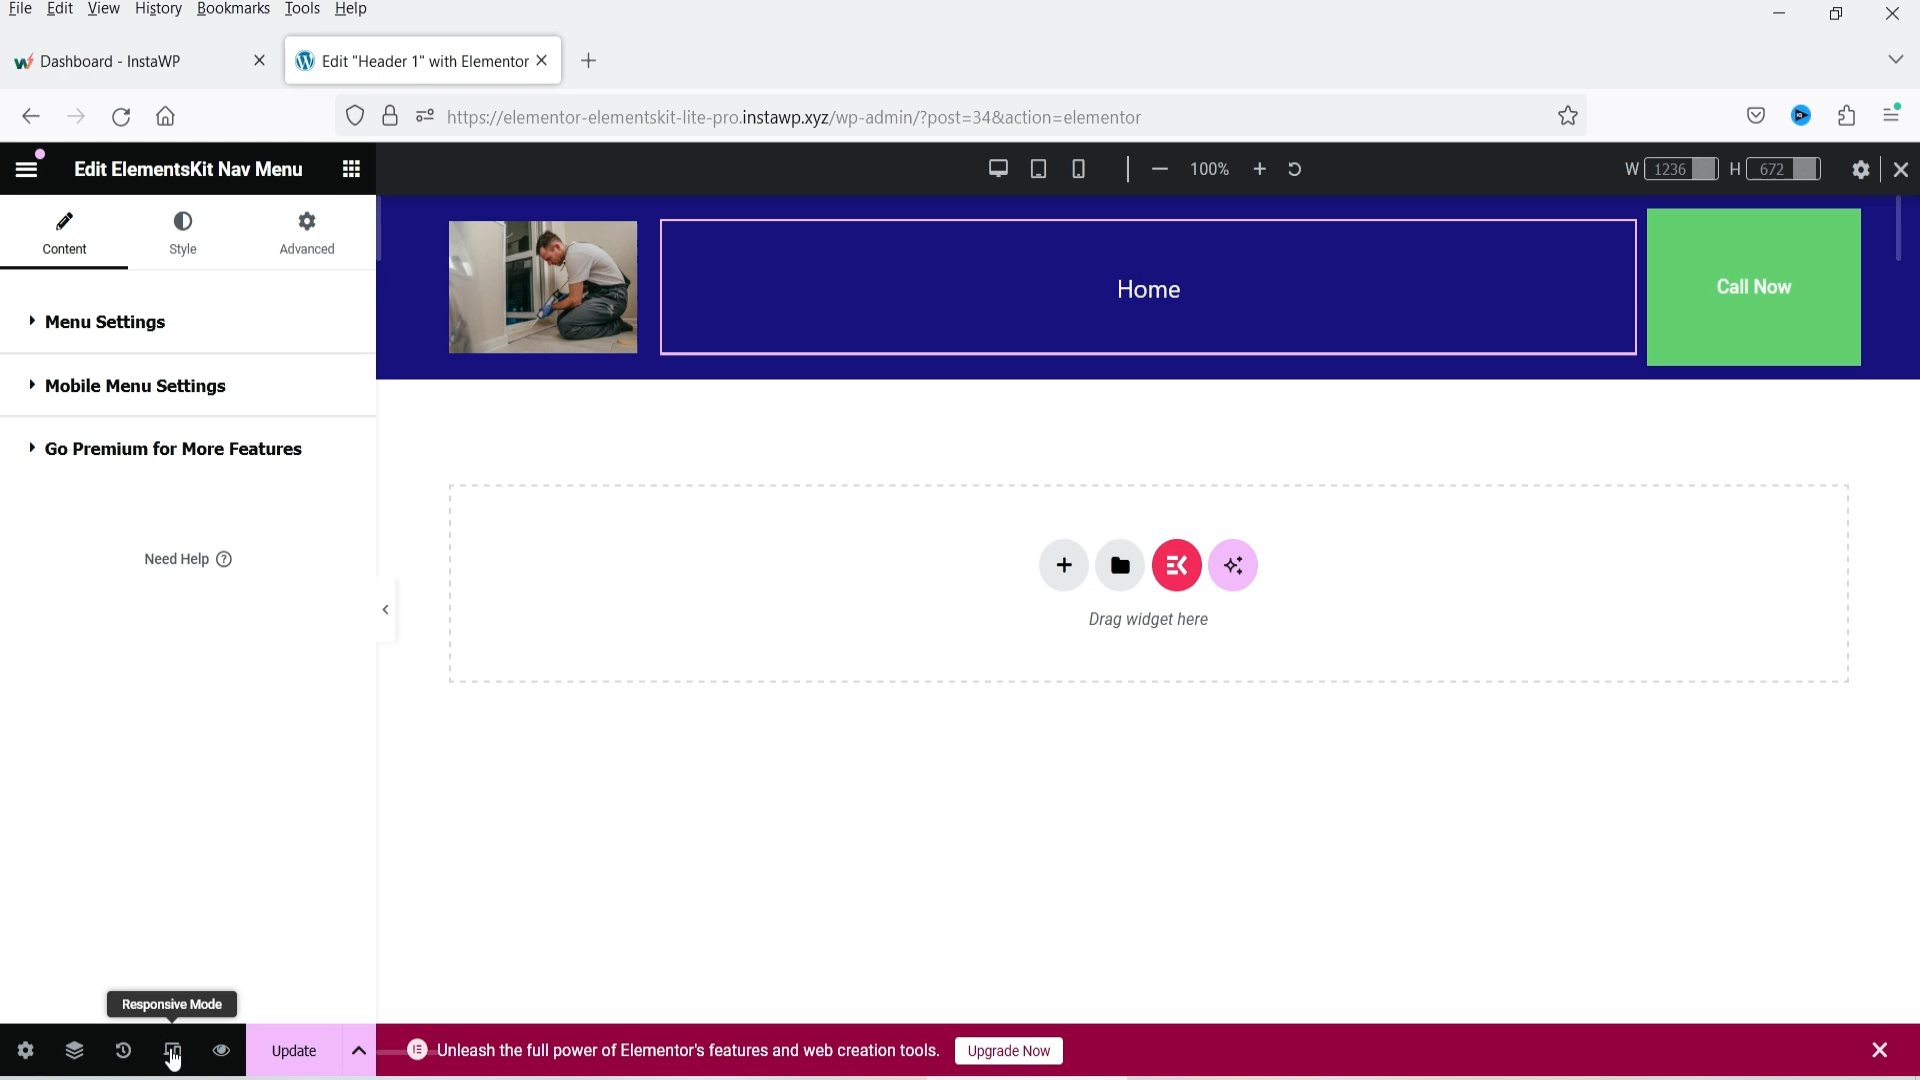 File Edit View History Bookmarks Tools Help
Dashboard - InstaWP
Edit "Header 1" with Elementor
https://elementor-elementskit-lite-pro.instawp.xyz/wp-admin/?post=34&action=elementor
Edit ElementsKit Nav Menu
100%
W 1236 H 672
Content Style Advanced
Menu Settings
Mobile Menu Settings
Go Premium for More Features
Need Help
Home
Call Now
Drag widget here
Responsive Mode
Update
Unleash the full power of Elementor's features and web creation tools. Upgrade Now